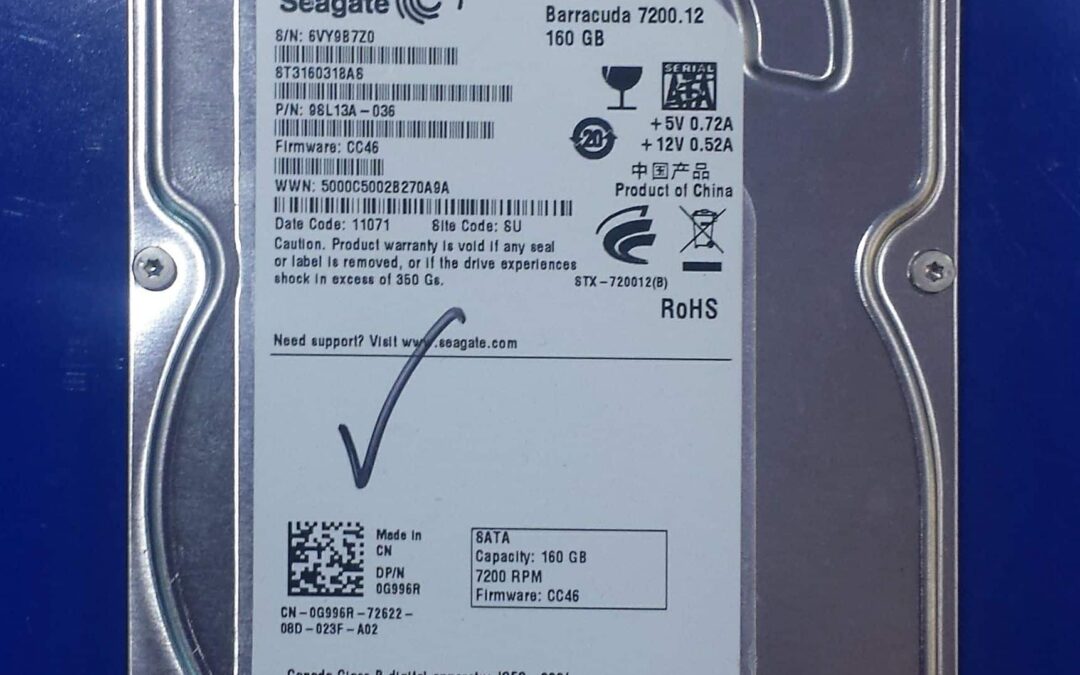 Seagate
Barracuda 7200.12
160 GB
S/N: 6VY9B7Z0
ST3160318AS
P/N: 9SL13A-036
Firmware: CC46
WWN: 5000C5002B270A9A
Date Code: 11071 Site Code: SU
Caution. Product warranty is void if any seal
or label is removed, or if the drive experiences
shock in excess of 350 Gs.
SERIAL
ATA
20
+5V 0.72A
+12V 0.52A
中国产品
Product of China
STX-720012(B)
RoHS
Need support? Visit www.seagate.com
Made in
CN
DP/N
0G996R
CN-0G996R-72622-
08D-023F-A02
SATA
Capacity: 160 GB
7200 RPM
Firmware: CC46